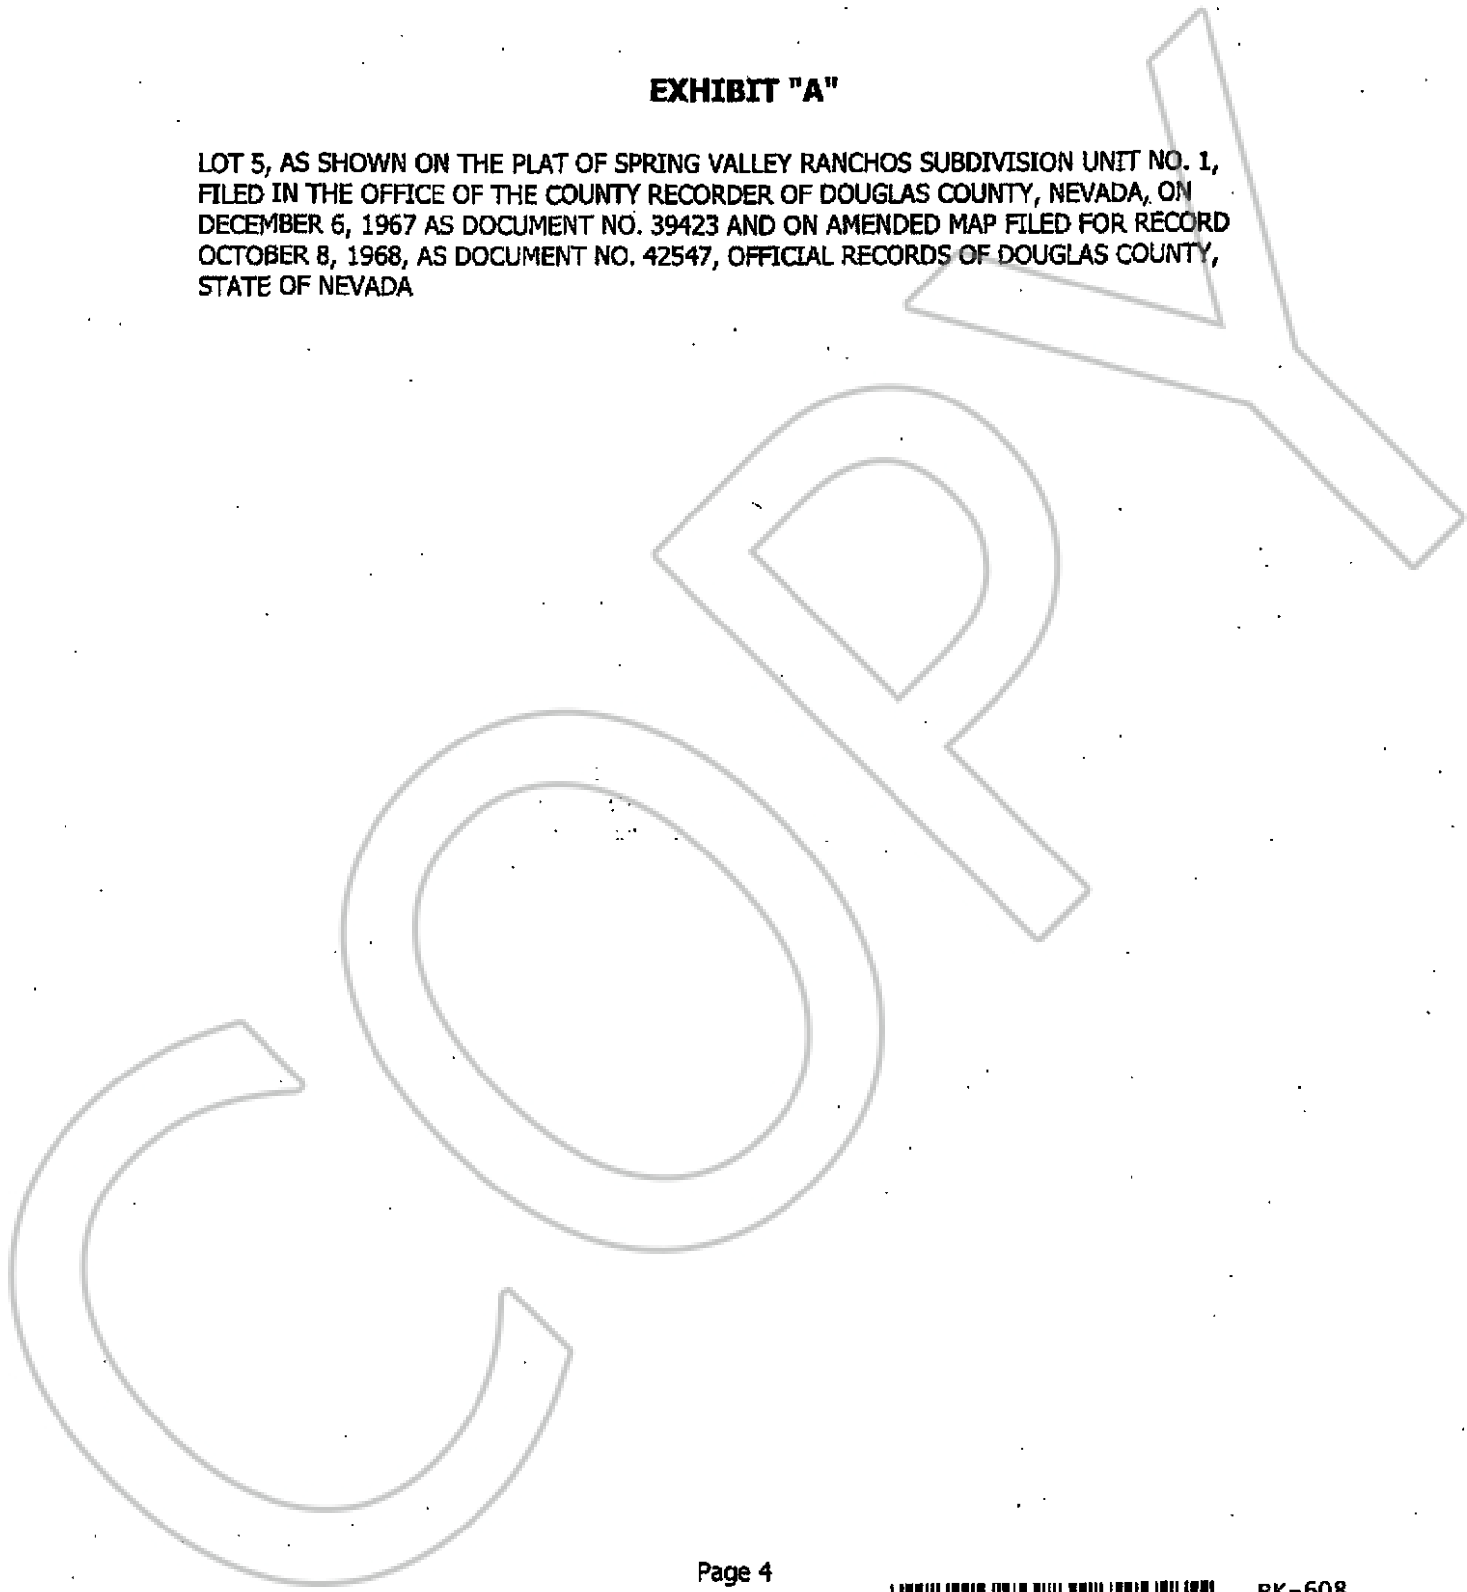 EXHIBIT "A"
LOT 5, AS SHOWN ON THE PLAT OF SPRING VALLEY RANCHOS SUBDIVISION UNIT NO. 1,
FILED IN THE OFFICE OF THE COUNTY RECORDER OF DOUGLAS COUNTY, NEVADA, ON
DECEMBER 6, 1967 AS DOCUMENT NO. 39423 AND ON AMENDED MAP FILED FOR RECORD
OCTOBER 8, 1968, AS DOCUMENT NO. 42547, OFFICIAL RECORDS OF DOUGLAS COUNTY,
STATE OF NEVADA
COPY
Page 4
BK-608